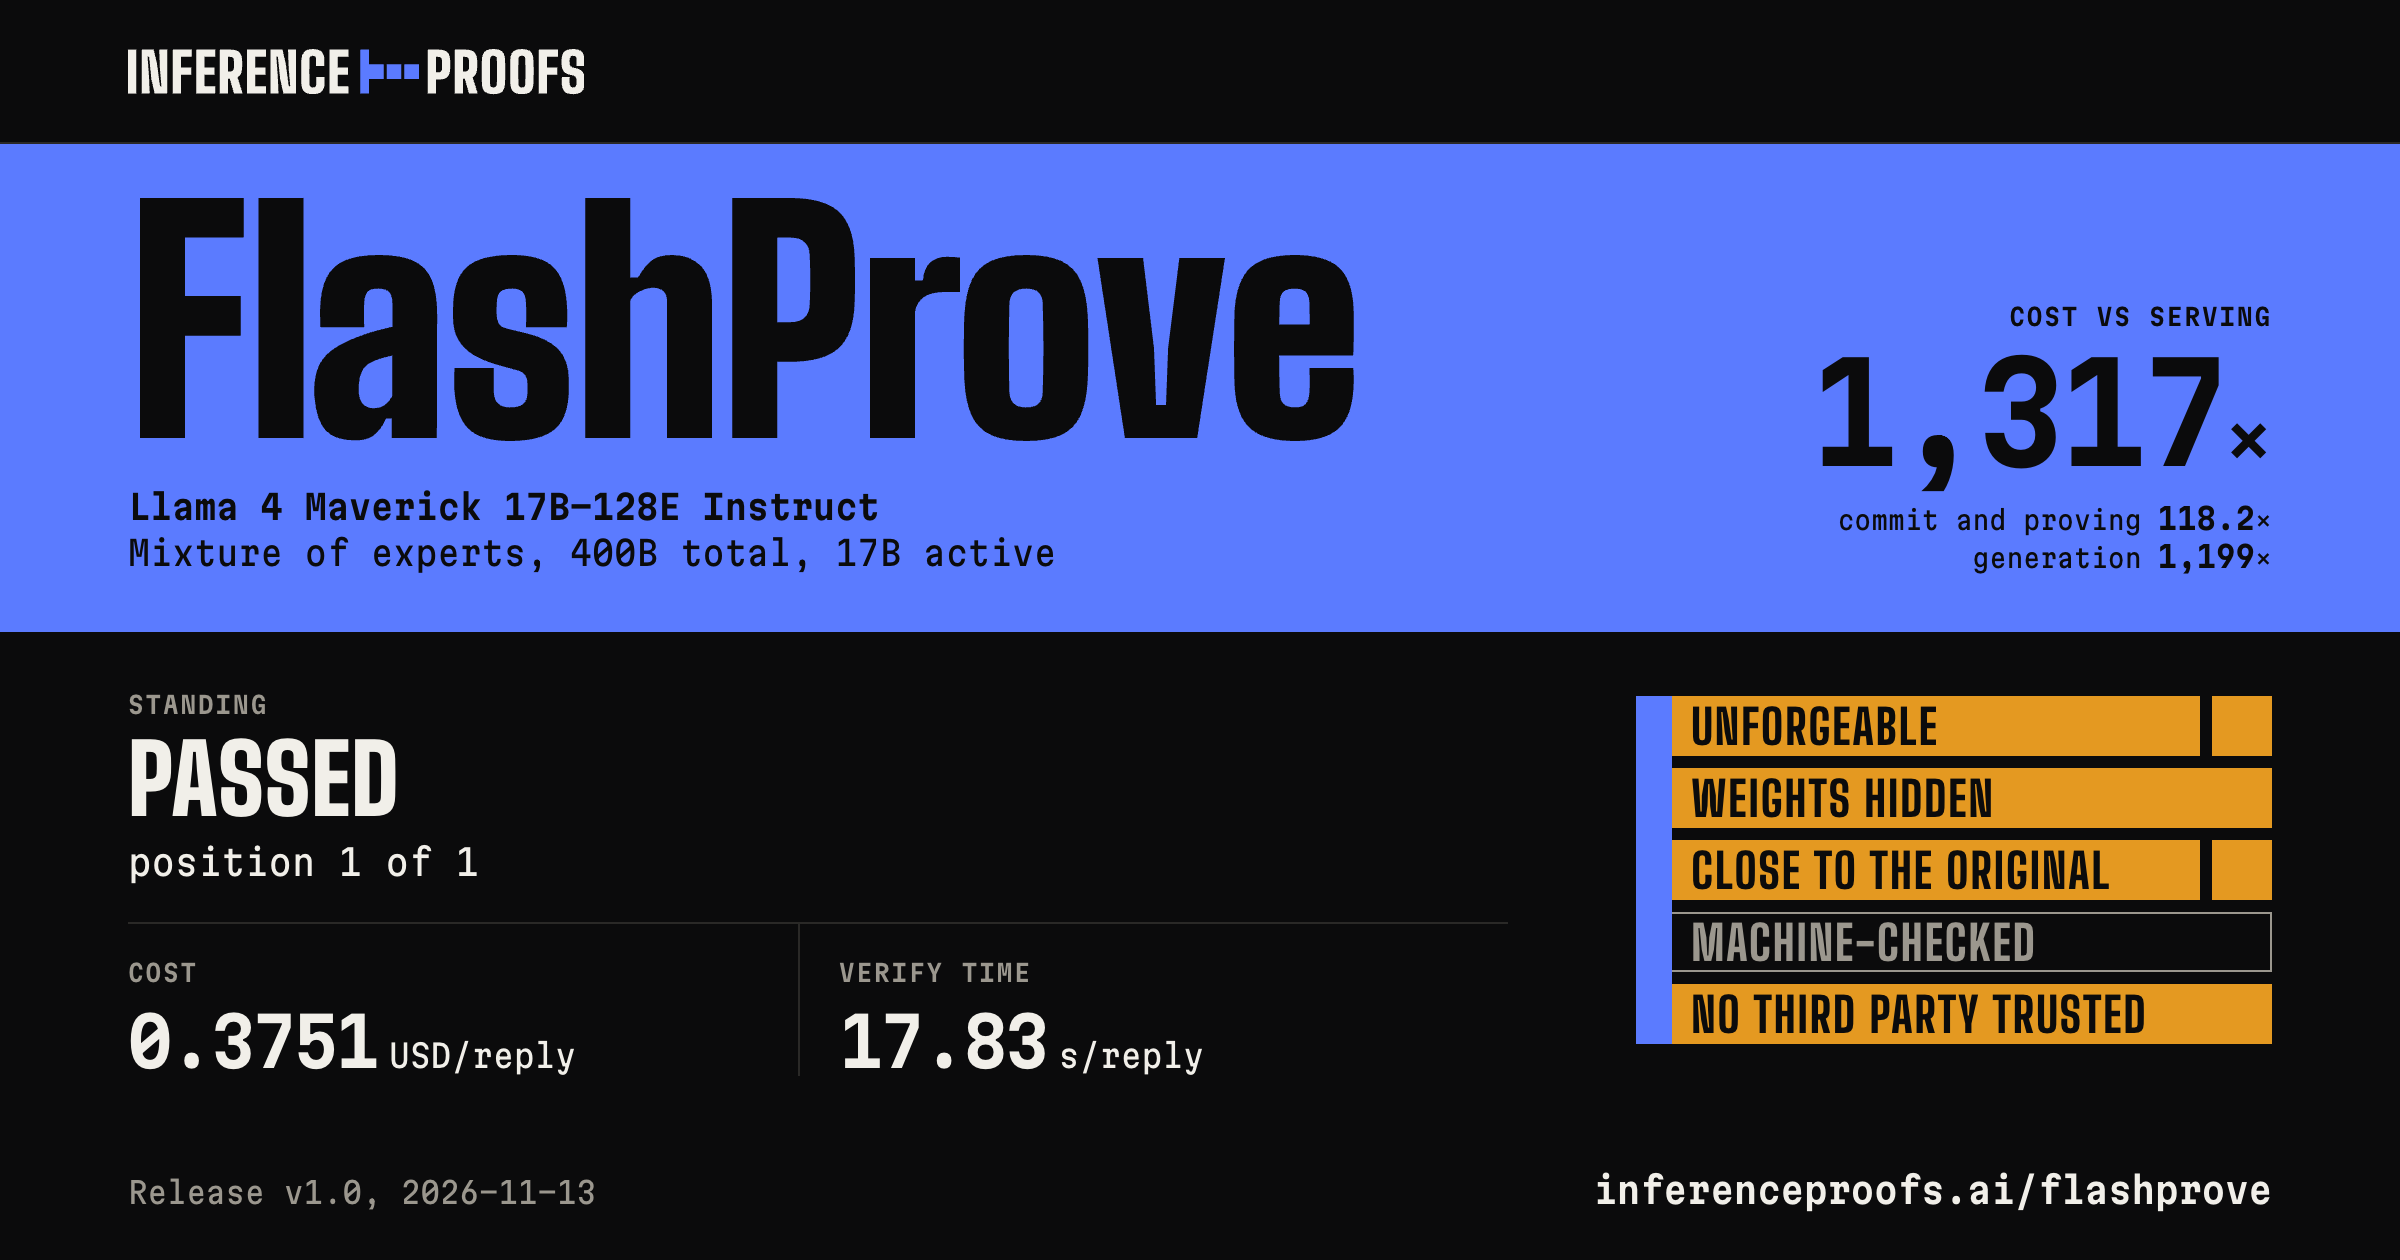 INFERENCE PROOFS
FlashProve
Llama 4 Maverick 17B–128E Instruct
Mixture of experts, 400B total, 17B active
COST VS SERVING
1,317×
commit and proving 118.2×
generation 1,199×
STANDING
PASSED
position 1 of 1
COST
0.3751 USD/reply
VERIFY TIME
17.83 s/reply
UNFORGEABLE
WEIGHTS HIDDEN
CLOSE TO THE ORIGINAL
MACHINE-CHECKED
NO THIRD PARTY TRUSTED
Release v1.0, 2026-11-13
inferenceproofs.ai/flashprove